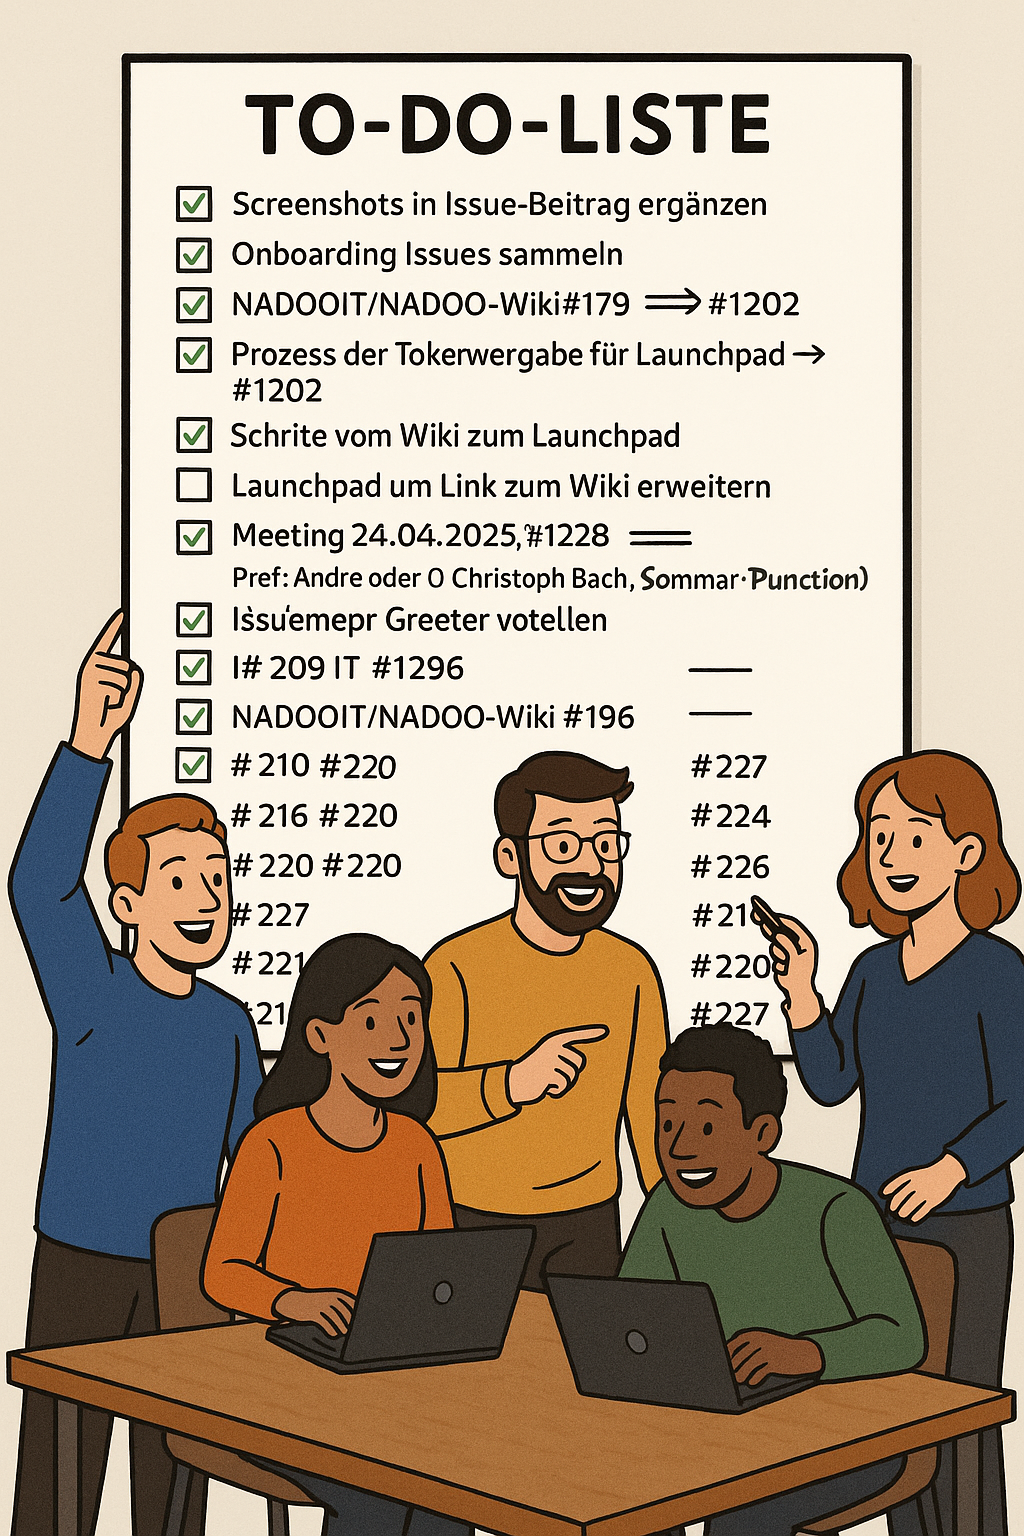 TO-DO-LISTE
Screenshots in Issue-Beitrag ergänzen
Onboarding Issues sammeln
NADOOIT/NADOO-Wiki#179 ⟹ #1202
Prozess der Tokerwergabe für Launchpad →
#1202
Schrite vom Wiki zum Launchpad
Launchpad um Link zum Wiki erweitern
Meeting 24.04.2025, #1228
Pref: Andre oder O Christoph Bach, Sommar·Punction)
Issu'emepr Greeter votellen
I# 209 IT #1296
NADOOIT/NADOO-Wiki #196
# 210 #220 #227
# 216 #220 #224
# 220 #220 #226
# 227 #21
# 221 #220
21 #227